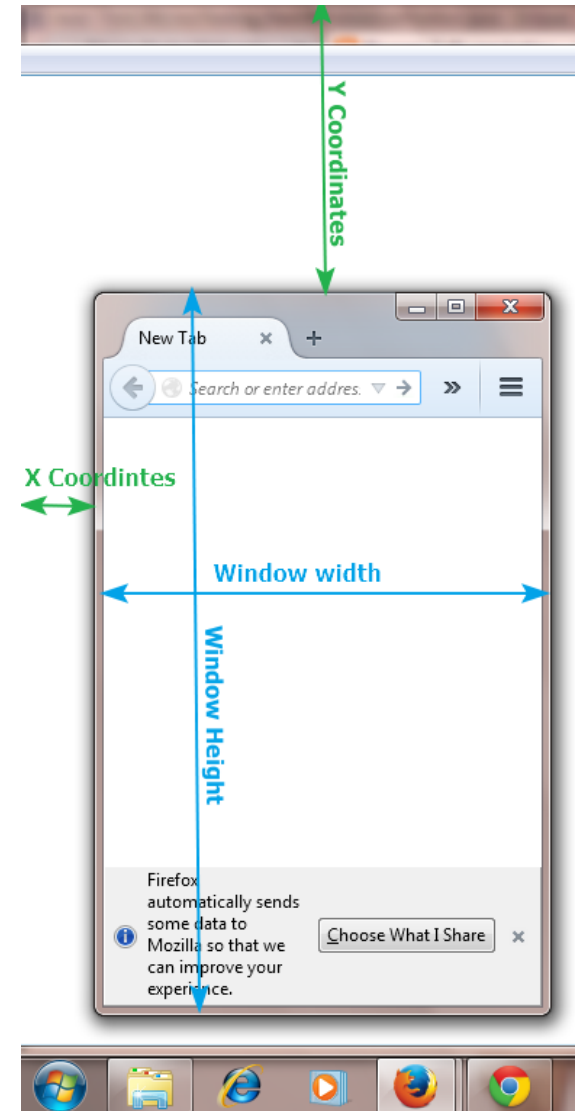 Y Coordinates
New Tab
Search or enter addres.
X Coordintes
Window width
Window Height
Firefox
automatically sends
some data to
Mozilla so that we
can improve your
experience.
Choose What I Share